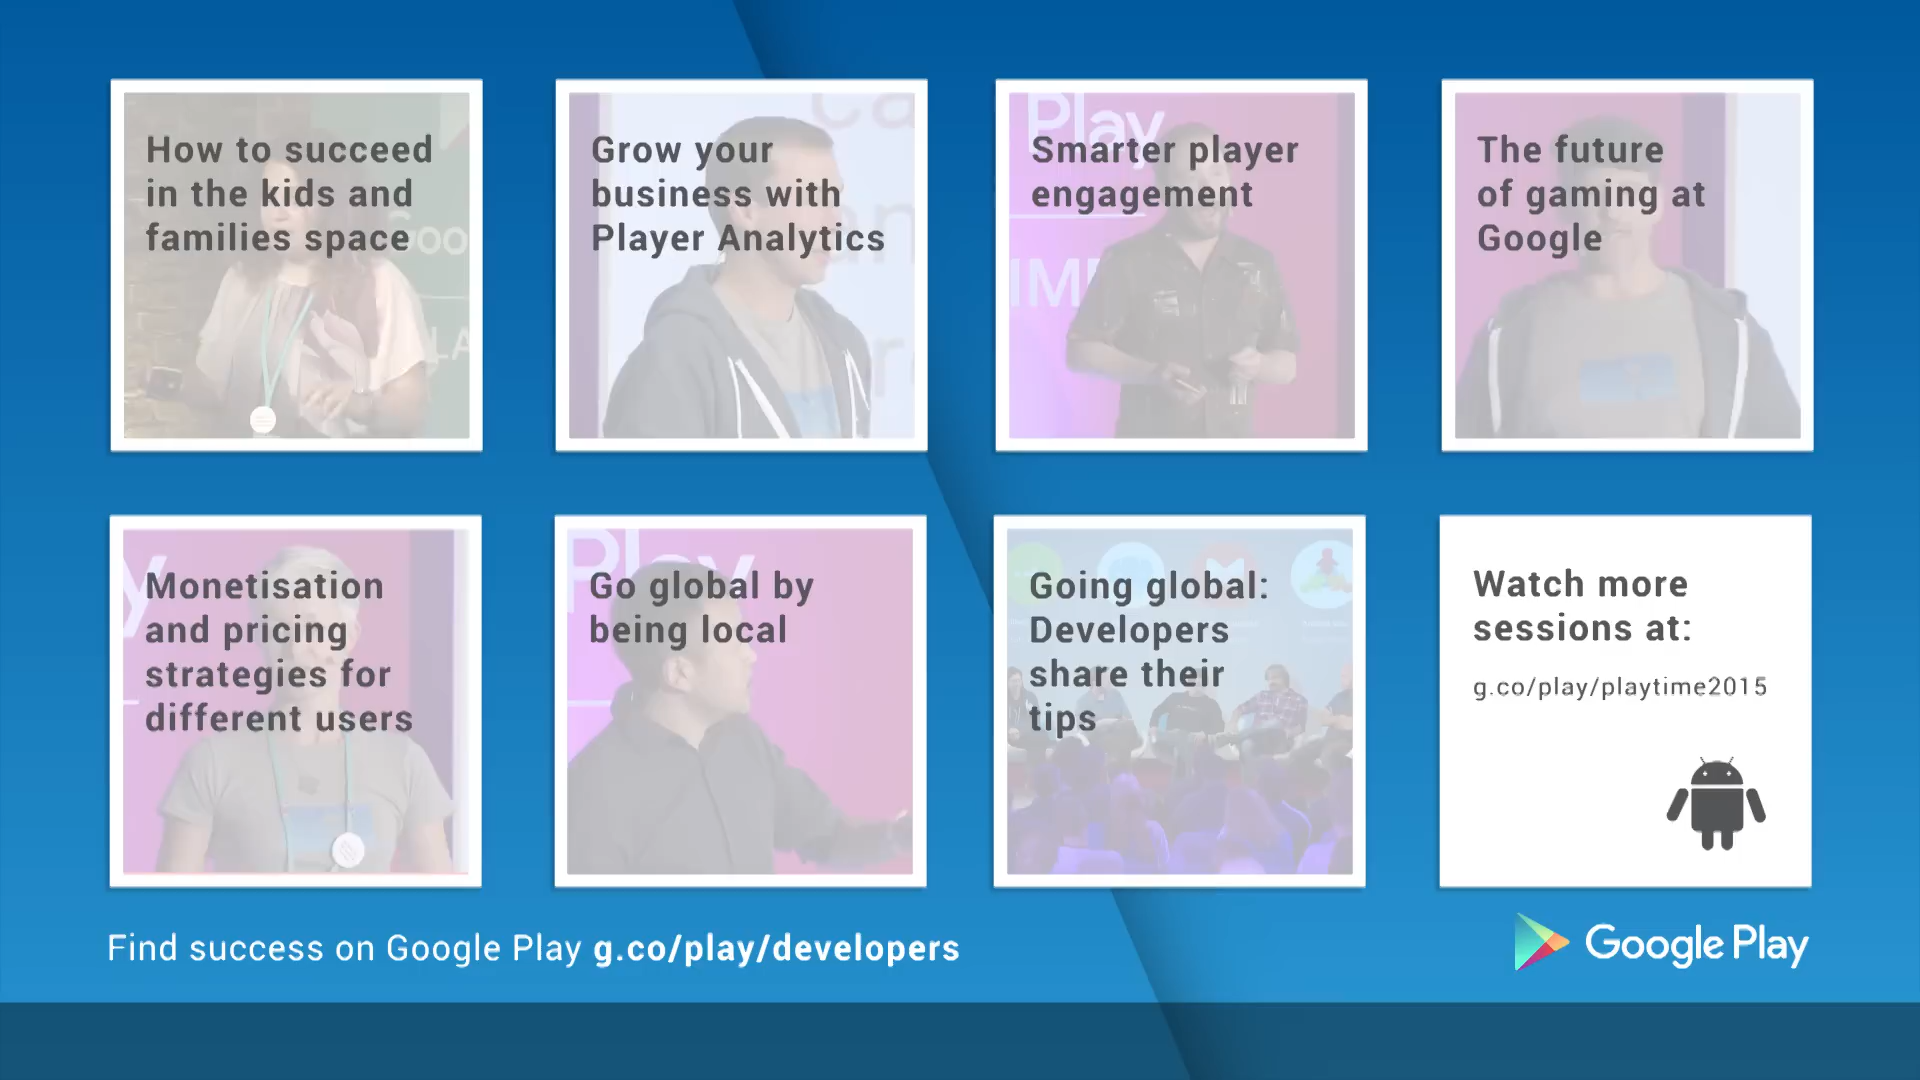 How to succeed
in the kids and
families space
Grow your
business with
Player Analytics
Smarter player
engagement
The future
of gaming at
Google
Monetisation
and pricing
strategies for
different users
Go global by
being local
Going global:
Developers
share their
tips
Watch more
sessions at:
g.co/play/playtime2015
Find success on Google Play g.co/play/developers
Google Play
Play
Play